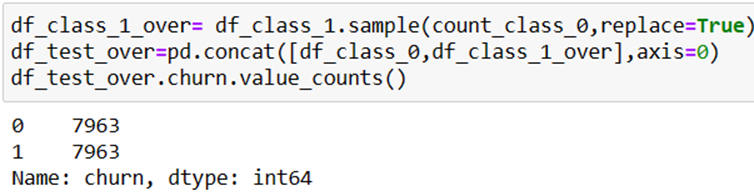 df_class_1_over= df_class_1.sample(count_class_0,replace=True)
df_test_over=pd.concat([df_class_0,df_class_1_over],axis=0)
df_test_over.churn.value_counts()
0    7963
1    7963
Name: churn, dtype: int64